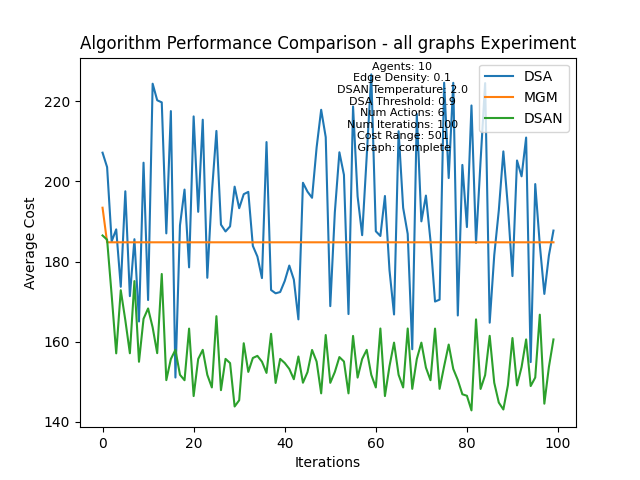 Algorithm Performance Comparison - all graphs Experiment
Agents: 10
Edge Density: 0.1
DSAN Temperature: 2.0
DSA Threshold: 0.9
Num Actions: 6
Num Iterations: 100
Cost Range: 501
Graph: complete
DSA
MGM
DSAN
Average Cost
220
200
180
160
140
0
20
40
60
80
100
Iterations